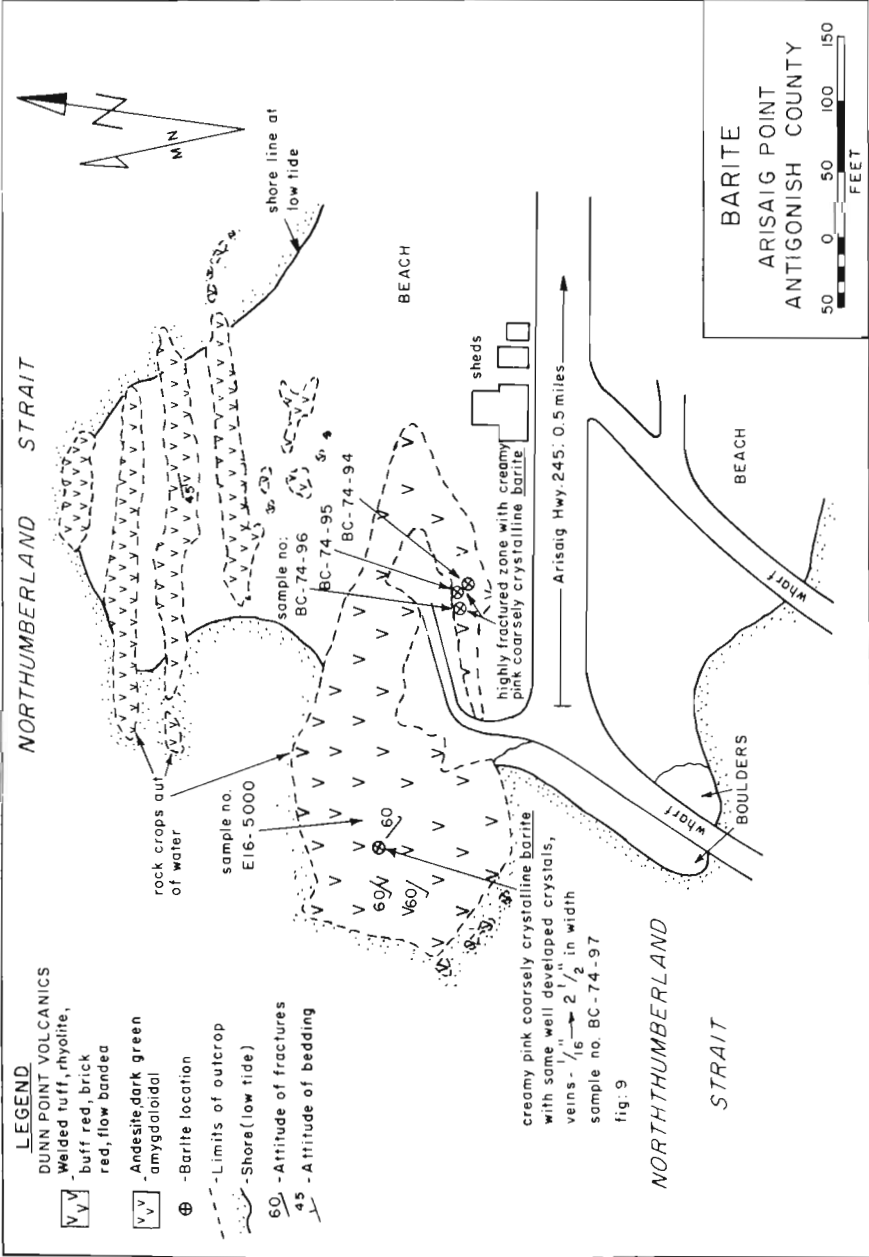 LEGEND
DUNN POINT VOLCANICS
VVV - Welded tuff, rhyolite,
buff red, brick
red, flow banded
VVV - Andesite, dark green
amygdaloidal
⊕ - Barite location
- Limits of outcrop
- Shore (low tide)
60 - Attitude of fractures
45 - Attitude of bedding
NORTHUMBERLAND STRAIT
rock crops out
of water
sample no.
E16-5000
sample no:
BC-74-96
BC-74-95
BC-74-94
45
shore line at
low tide
N
M
BEACH
60
60
60
highly fractured zone with creamy
pink coarsely crystalline barite
sheds
Arisaig Hwy. 245: 0.5 miles
creamy pink coarsely crystalline barite
with same well developed crystals,
veins - 1/16" → 2 1/2" in width
sample no. BC-74-97
fig: 9
wharf
wharf
BOULDERS
BEACH
NORTHTHUMBERLAND
STRAIT
BARITE
ARISAIG POINT
ANTIGONISH COUNTY
50 0 50 100 150
FEET